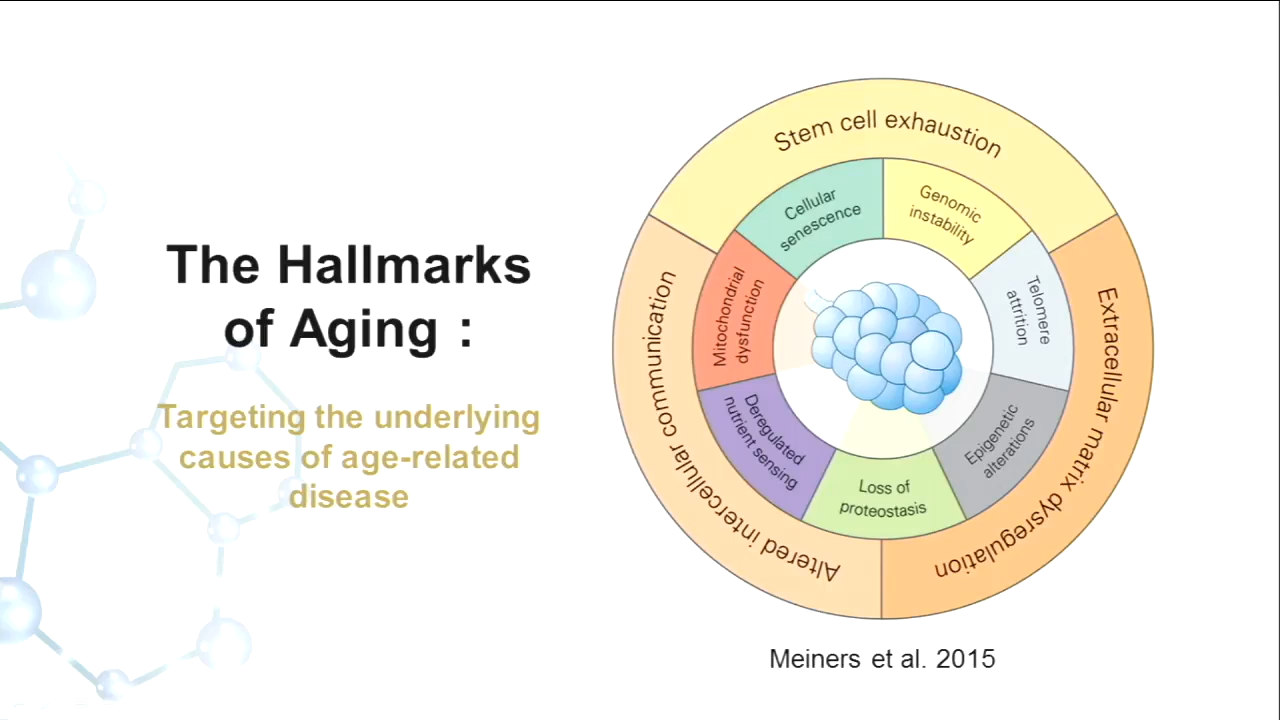 The Hallmarks
of Aging :
Targeting the underlying
causes of age-related
disease
Stem cell exhaustion
Extracellular matrix dysregulation
Altered intercellular communication
Cellular
senescence
Genomic
instability
Telomere
attrition
Epigenetic
alterations
Loss of
proteostasis
Deregulated
nutrient sensing
Mitochondrial
dysfunction
Meiners et al. 2015